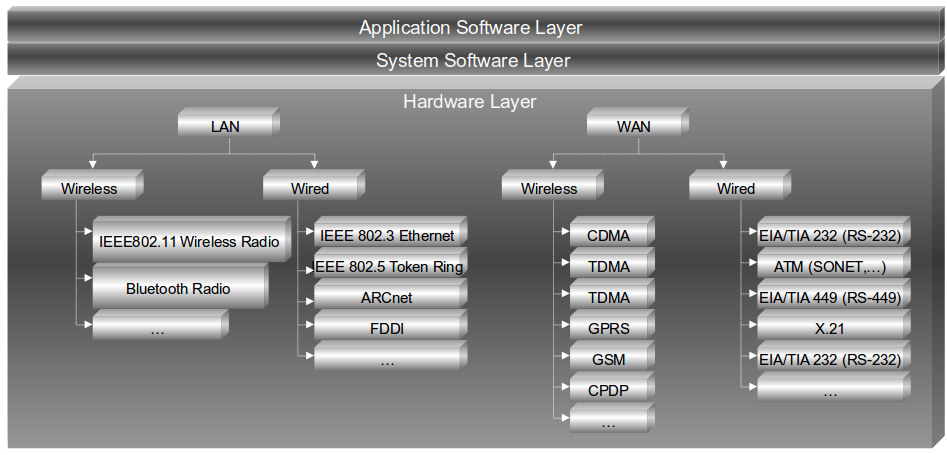 Application Software Layer
System Software Layer
Hardware Layer
LAN
Wireless
IEEE802.11 Wireless Radio
Bluetooth Radio
...
Wired
IEEE 802.3 Ethernet
IEEE 802.5 Token Ring
ARCnet
FDDI
...
WAN
Wireless
CDMA
TDMA
TDMA
GPRS
GSM
CPDP
...
Wired
EIA/TIA 232 (RS-232)
ATM (SONET,...)
EIA/TIA 449 (RS-449)
X.21
EIA/TIA 232 (RS-232)
...